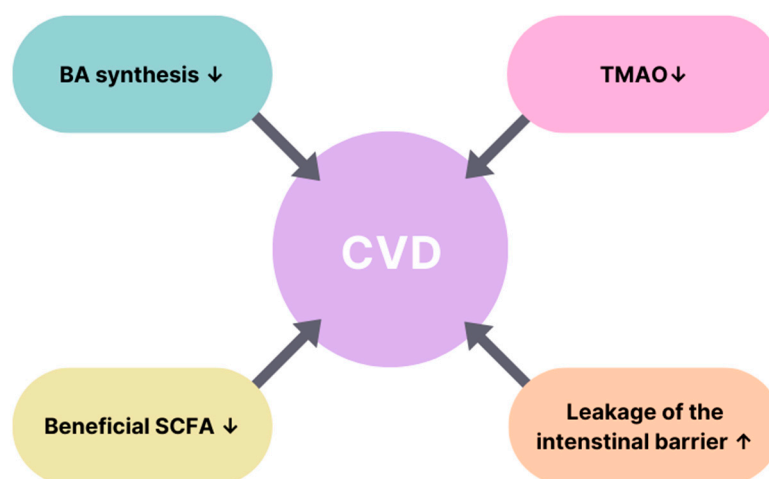 BA synthesis ↓
TMAO↓
CVD
Beneficial SCFA ↓
Leakage of the
intenstinal barrier ↑